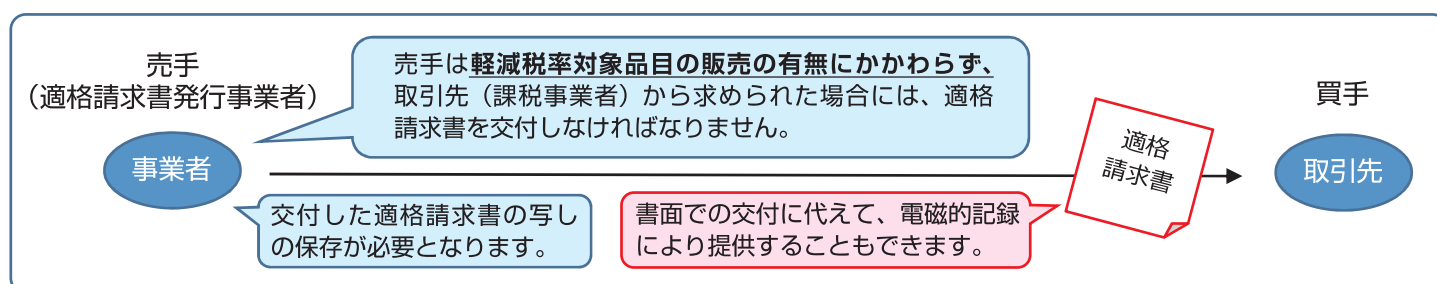 売手
（適格請求書発行事業者）
事業者
売手は軽減税率対象品目の販売の有無にかかわらず、
取引先（課税事業者）から求められた場合には、適格
請求書を交付しなければなりません。
交付した適格請求書の写し
の保存が必要となります。
書面での交付に代えて、電磁的記録
により提供することもできます。
適格
請求書
買手
取引先